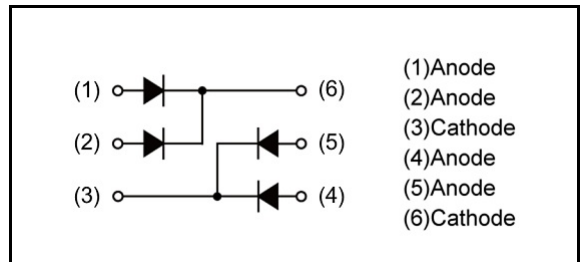 (1) (6)
(2) (5)
(3) (4)
(1)Anode
(2)Anode
(3)Cathode
(4)Anode
(5)Anode
(6)Cathode